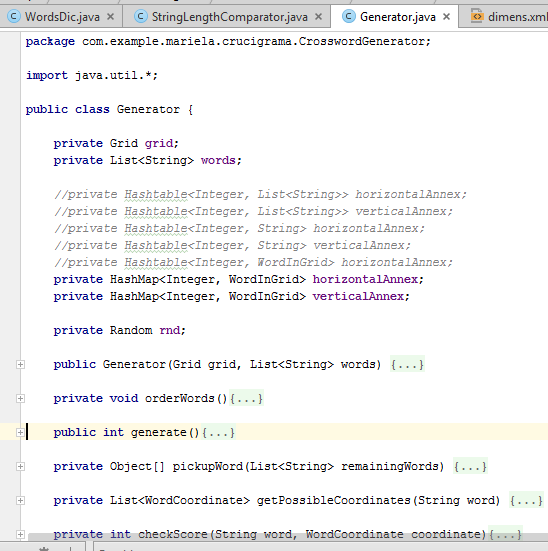 WordsDic.java × StringLengthComparator.java × Generator.java × dimens.xml
package com.example.mariela.crucigrama.CrosswordGenerator;
import java.util.*;
public class Generator {
private Grid grid;
private List<String> words;
//private Hashtable<Integer, List<String>> horizontalAnnex;
//private Hashtable<Integer, List<String>> verticalAnnex;
//private Hashtable<Integer, String> horizontalAnnex;
//private Hashtable<Integer, String> verticalAnnex;
//private Hashtable<Integer, WordInGrid> horizontalAnnex;
private HashMap<Integer, WordInGrid> horizontalAnnex;
private HashMap<Integer, WordInGrid> verticalAnnex;
private Random rnd;
public Generator(Grid grid, List<String> words) {...}
private void orderWords(){...}
public int generate(){...}
private Object[] pickupWord(List<String> remainingWords) {...}
private List<WordCoordinate> getPossibleCoordinates(String word) {...}
private int checkScore(String word, WordCoordinate coordinate){...}